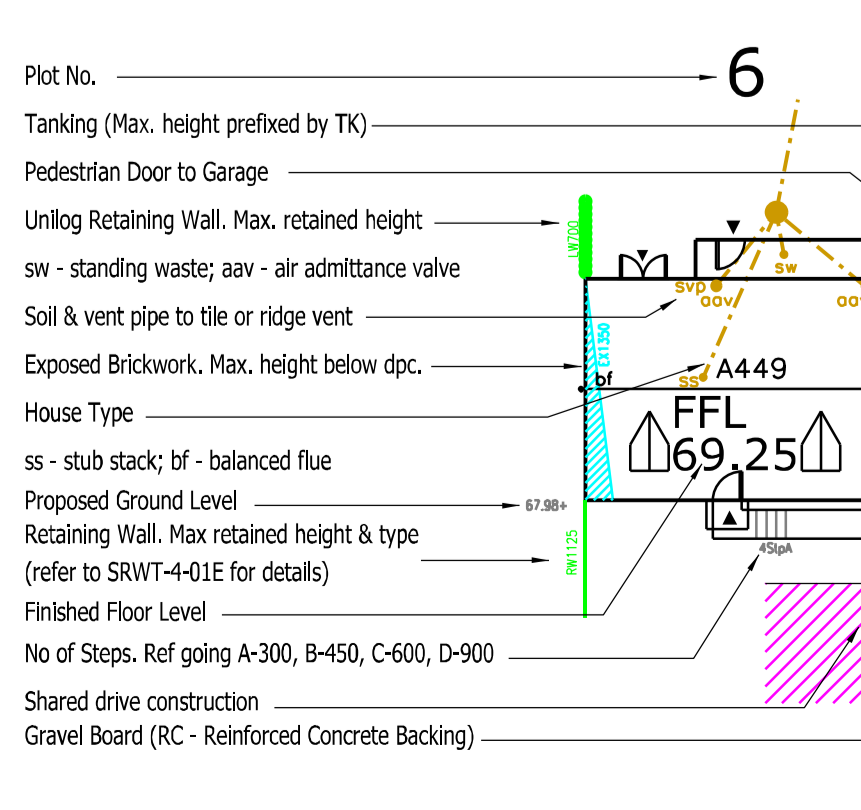 Plot No.
6
Tanking (Max. height prefixed by TK)
Pedestrian Door to Garage
Unilog Retaining Wall. Max. retained height
LW700
sw - standing waste; aav - air admittance valve
sw
svp
aav
aav
Soil & vent pipe to tile or ridge vent
EX1350
Exposed Brickwork. Max. height below dpc.
A449
ss
bf
House Type
FFL
69.25
ss - stub stack; bf - balanced flue
Proposed Ground Level
67.98+
Retaining Wall. Max retained height & type
(refer to SRWT-4-01E for details)
RW1125
4SlpA
Finished Floor Level
No of Steps. Ref going A-300, B-450, C-600, D-900
Shared drive construction
Gravel Board (RC - Reinforced Concrete Backing)